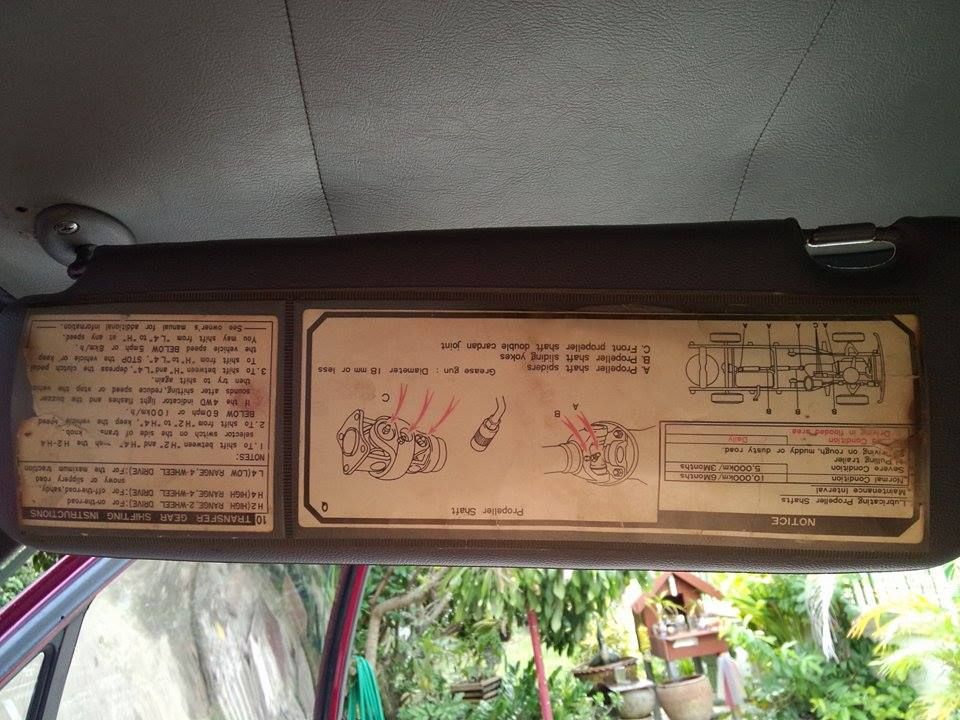 NOTICE
Lubricating Propeller Shafts
Maintenance Interval
Normal Condition 10,000km/6Months
Severe Condition 5,000km/3Months
Pulling trailer
Driving on rough, muddy or dusty road
Condition Daily
Driving in flooded area
B B B
A A A C A
Propeller Shaft
Q
A
B
C
Grease gun : Diameter 18 mm or less
A. Propeller shaft spiders
B. Propeller shaft sliding yokes
C. Front propeller shaft double cardan joint
10 TRANSFER GEAR SHIFTING INSTRUCTIONS
H2(HIGH RANGE, 2-WHEEL DRIVE):For on-the-road
H4(HIGH RANGE, 4-WHEEL DRIVE):For off-the-road, sandy,
snowy or slippery road
L4(LOW RANGE, 4-WHEEL DRIVE):For the maximum traction
NOTES:
1. To shift between "H2" and "H4", the H2-H4
selector switch on the side of knob.
2. To shift from "H2" to "H4", keep the vehicle speed
BELOW 60mph or 100km/h.
If the 4WD indicator light flashes and the buzzer
sounds after shifting, reduce speed or stop the
then try to shift again.
3. To shift between "H" and "L4", depress the clutch pedal
To shift from "H" to "L4", STOP the vehicle or keep
the vehicle speed BELOW 5mph or 8km/h.
You may shift from "L4" to "H" at any speed.
See owner's manual for additional information.